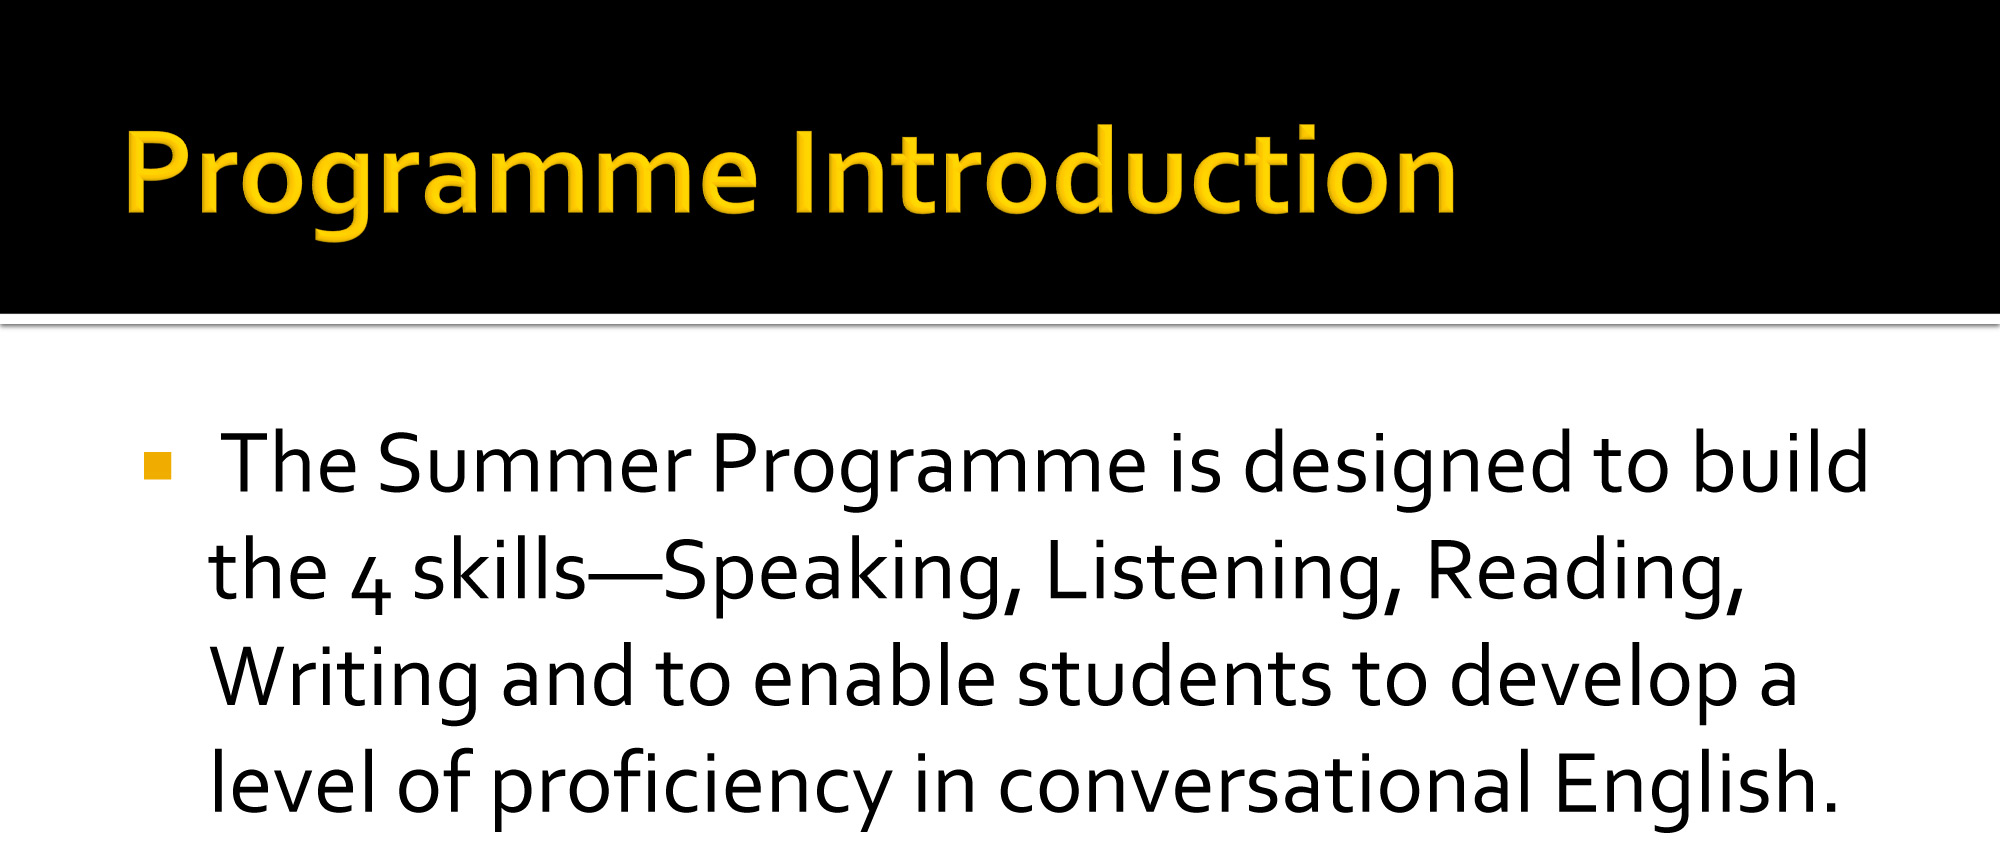 Programme Introduction
The Summer Programme is designed to build
the 4 skills—Speaking, Listening, Reading,
Writing and to enable students to develop a
level of proficiency in conversational English.